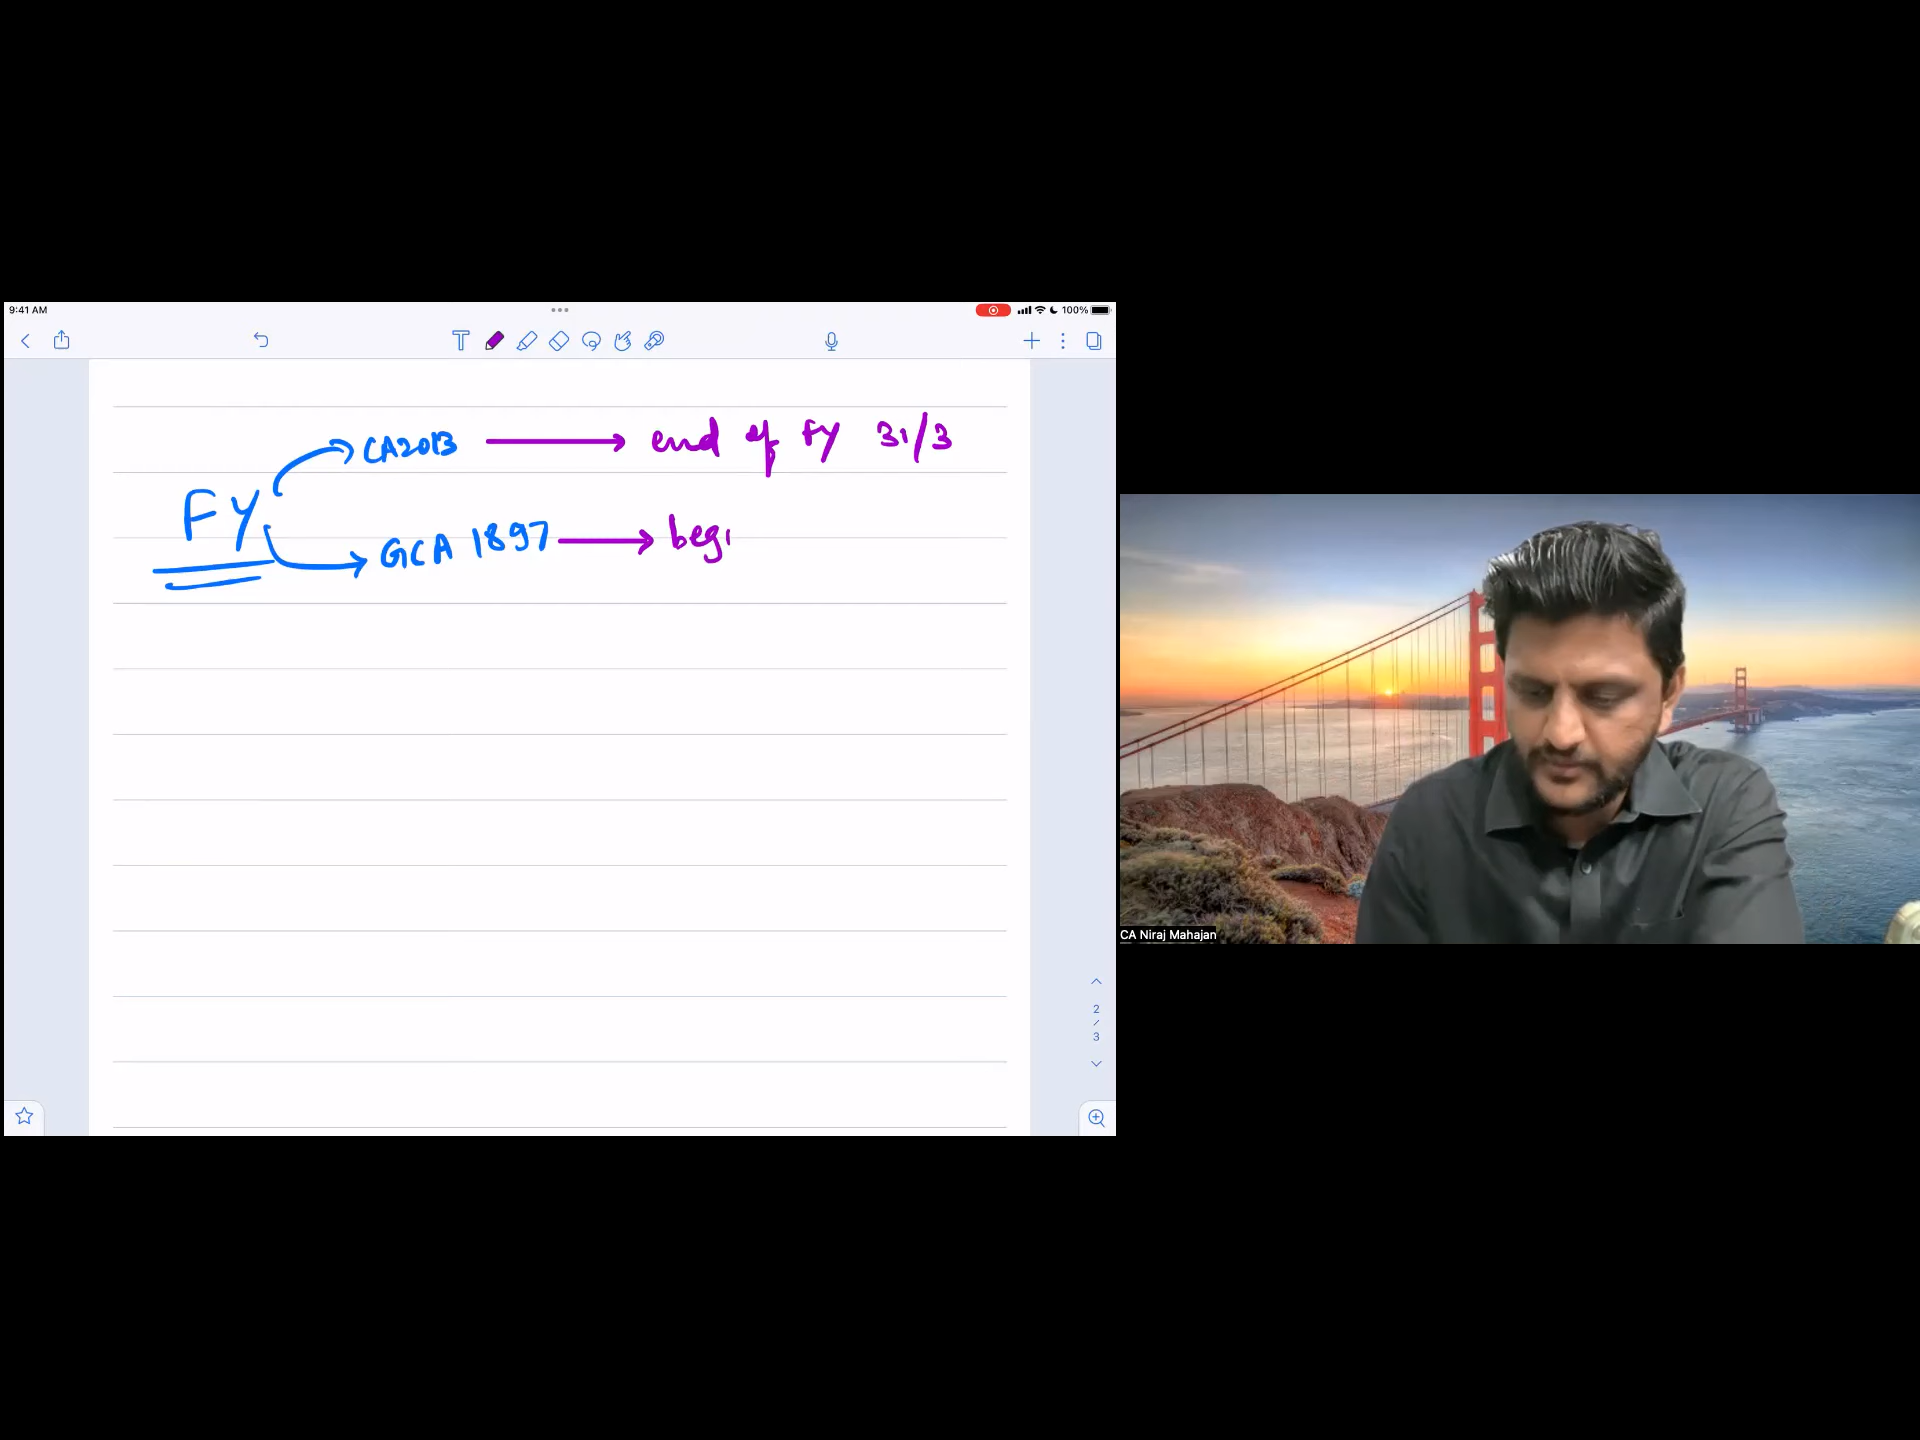 9:41 AM
100%
CA2013 → end of FY 31/3
FY
GCA 1897 → begi
CA Niraj Mahajan
2
/
3